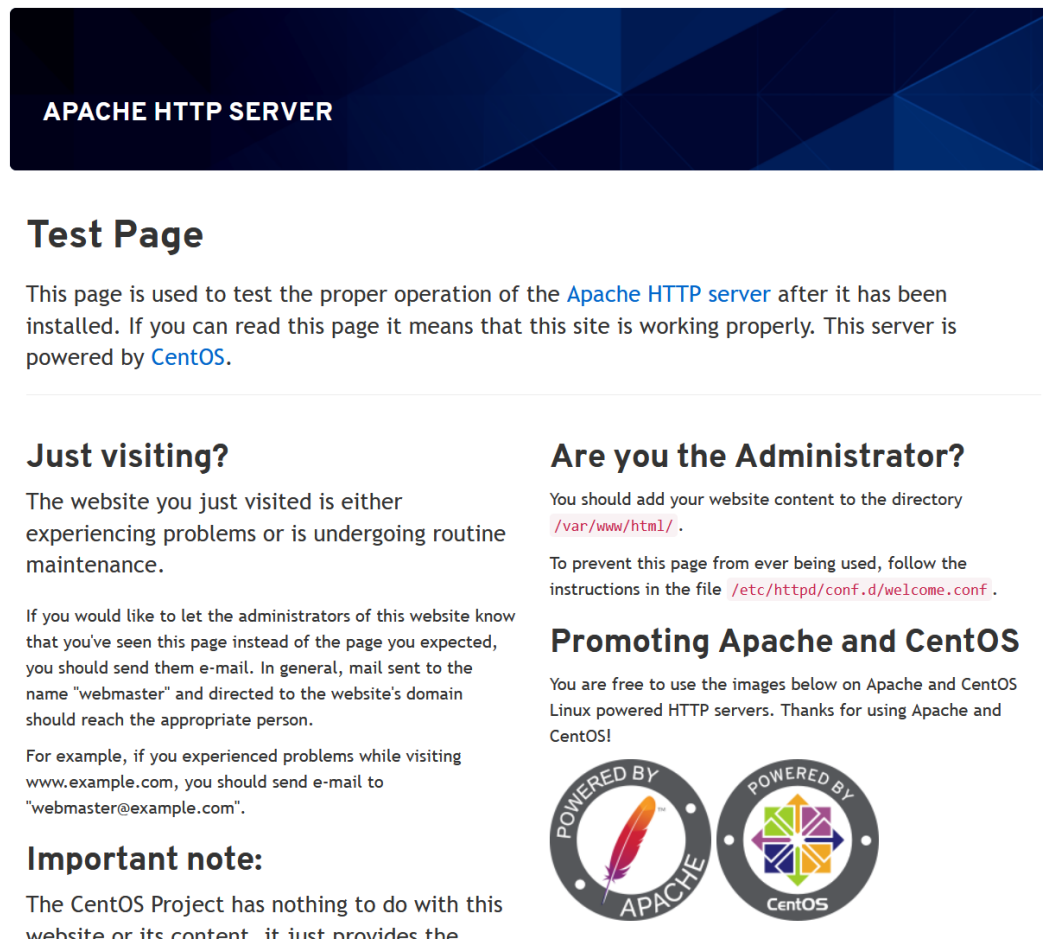 APACHE HTTP SERVER
Test Page
This page is used to test the proper operation of the Apache HTTP server after it has been
installed. If you can read this page it means that this site is working properly. This server is
powered by CentOS.
Just visiting?
The website you just visited is either
experiencing problems or is undergoing routine
maintenance.
If you would like to let the administrators of this website know
that you've seen this page instead of the page you expected,
you should send them e-mail. In general, mail sent to the
name "webmaster" and directed to the website's domain
should reach the appropriate person.
For example, if you experienced problems while visiting
www.example.com, you should send e-mail to
"webmaster@example.com".
Important note:
The CentOS Project has nothing to do with this
website or its content, it just provides the
Are you the Administrator?
You should add your website content to the directory
/var/www/html/ .
To prevent this page from ever being used, follow the
instructions in the file /etc/httpd/conf.d/welcome.conf .
Promoting Apache and CentOS
You are free to use the images below on Apache and CentOS
Linux powered HTTP servers. Thanks for using Apache and
CentOS!
POWERED BY
APACHE
POWERED BY
CentOS